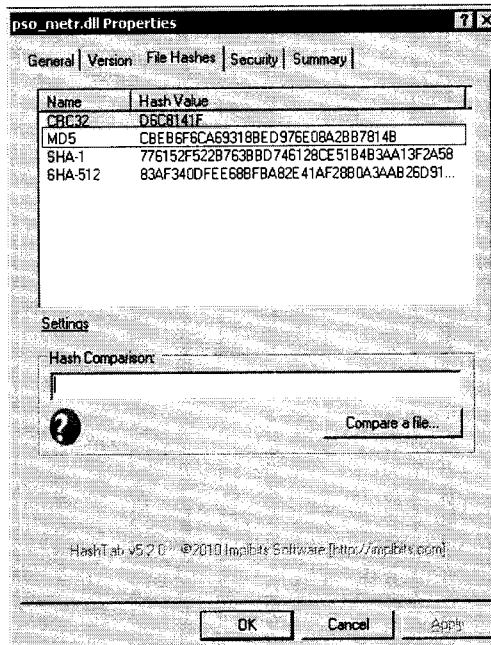 pso_metr.dll Properties
? X
General Version File Hashes Security Summary
Name Hash Value
CRC32 D6C8141F
MD5 CBEB6F6CA69318BED976E08A2BB7814B
SHA-1 776152F522B763BBD746128CE51B4B3AA13F2A58
SHA-512 83AF340DFEE68BFBA82E41AF28B0A3AAB26D91...
Settings
Hash Comparison:
?
Compare a file...
HashTab v5.2.0 ©2010 Implbits Software [http://implbits.com]
OK Cancel Apply